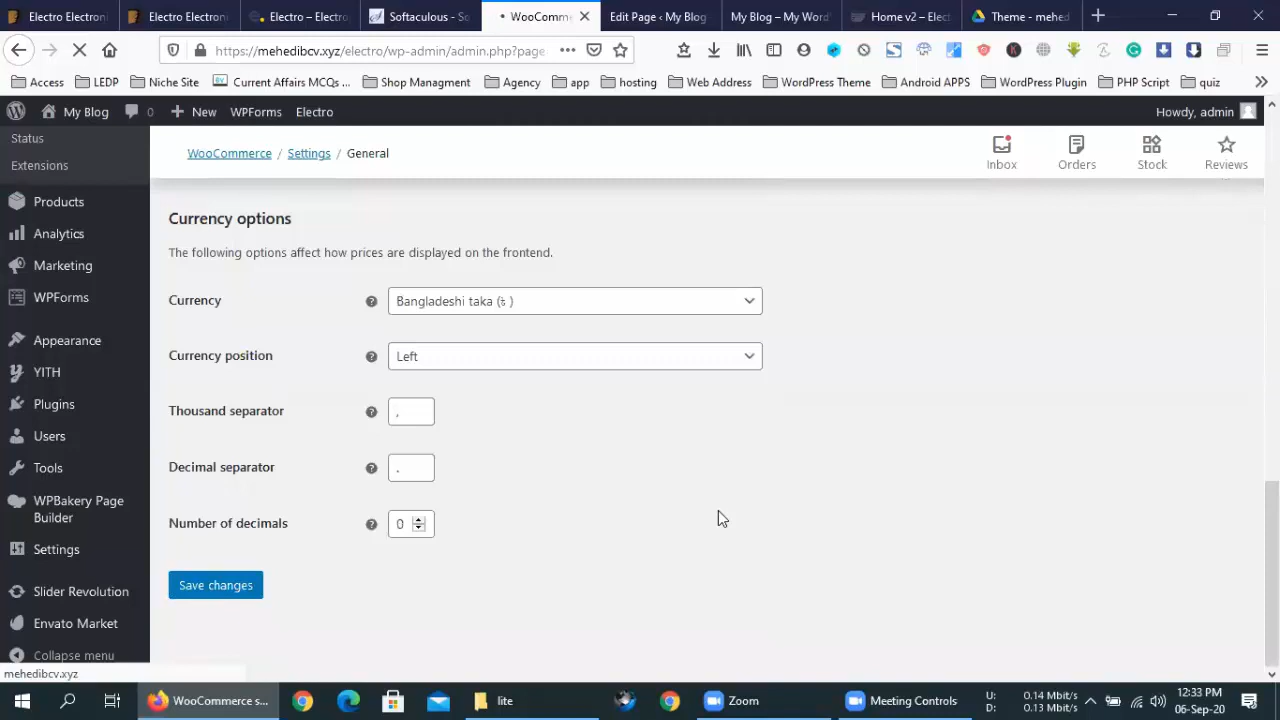 Electro Electroni
Electro Electroni
Electro – Electro
Softaculous - So
WooComme
Edit Page ‹ My Blog
My Blog – My Word
Home v2 – Elect
Theme - mehed
https://mehedibcv.xyz/electro/wp-admin/admin.php?page
Access
LEDP
Niche Site
Current Affairs MCQs ...
Shop Managment
Agency
app
hosting
Web Address
WordPress Theme
Android APPS
WordPress Plugin
PHP Script
quiz
My Blog
0
New
WPForms
Electro
Howdy, admin
Status
Extensions
Products
Analytics
Marketing
WPForms
Appearance
YITH
Plugins
Users
Tools
WPBakery Page
Builder
Settings
Slider Revolution
Envato Market
Collapse menu
WooCommerce / Settings / General
Inbox
Orders
Stock
Reviews
Currency options
The following options affect how prices are displayed on the frontend.
Currency
Bangladeshi taka (৳ )
Currency position
Left
Thousand separator
,
Decimal separator
.
Number of decimals
0
Save changes
mehedibcv.xyz
WooCommerce s...
lite
Zoom
Meeting Controls
U: 0.14 Mbit/s
D: 0.13 Mbit/s
12:33 PM
06-Sep-20